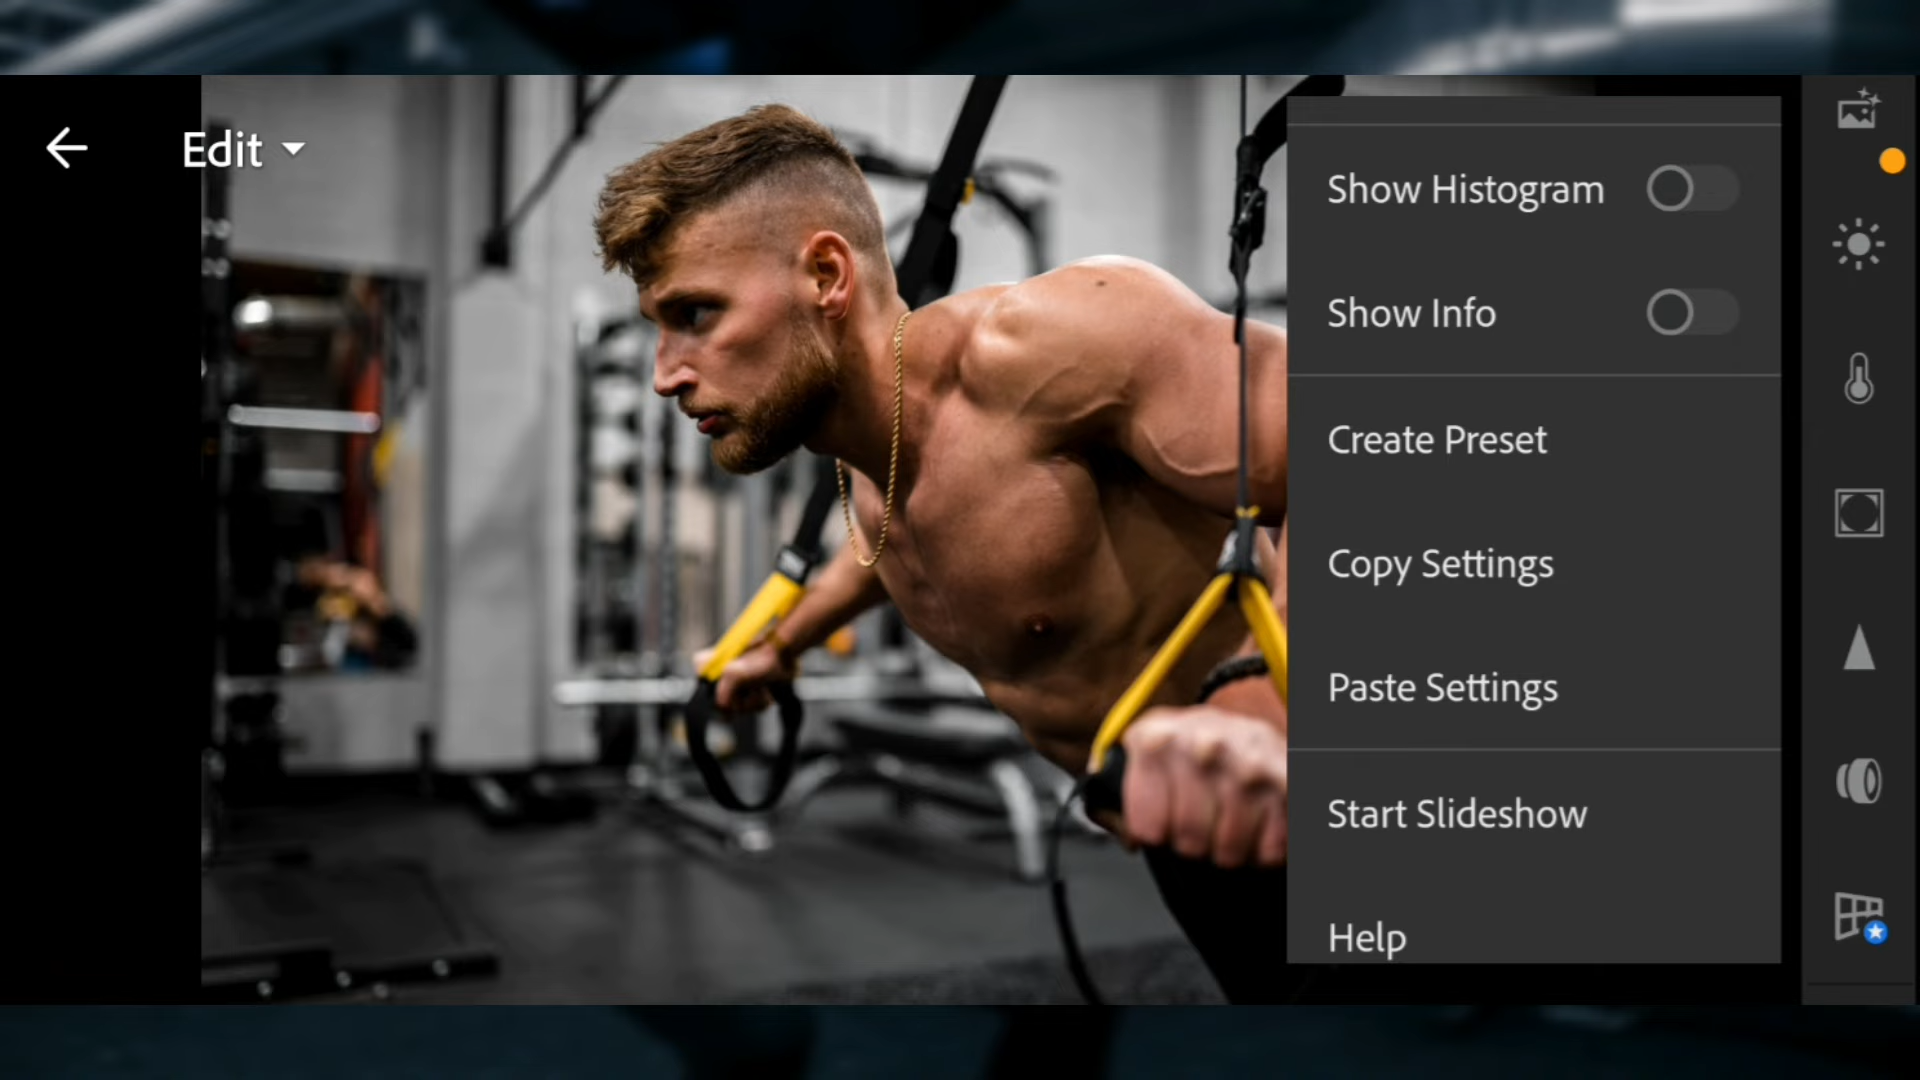 Edit
Show Histogram
Show Info
Create Preset
Copy Settings
Paste Settings
Start Slideshow
Help